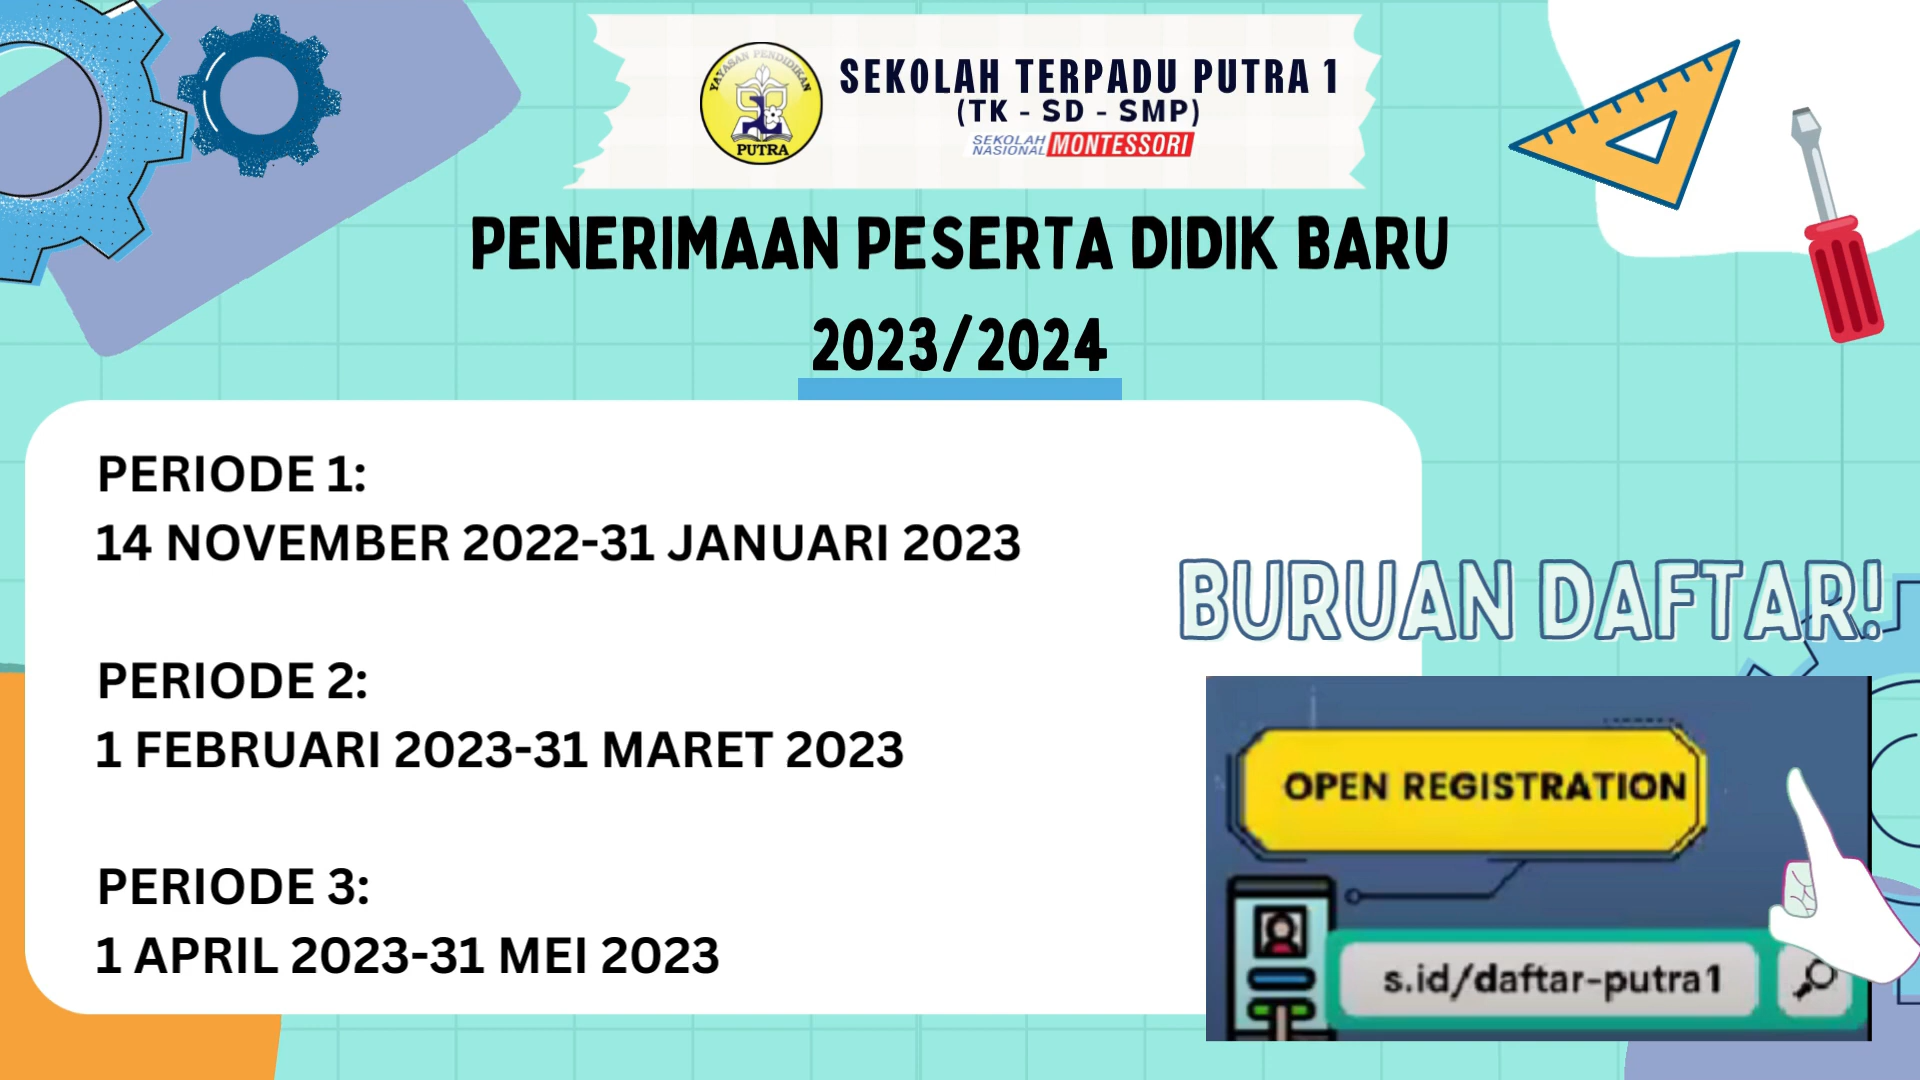 YAYASAN PENDIDIKAN
PUTRA
SEKOLAH TERPADU PUTRA 1
(TK - SD - SMP)
SEKOLAH
NASIONAL
MONTESSORI
PENERIMAAN PESERTA DIDIK BARU
2023/2024
PERIODE 1:
14 NOVEMBER 2022-31 JANUARI 2023
PERIODE 2:
1 FEBRUARI 2023-31 MARET 2023
PERIODE 3:
1 APRIL 2023-31 MEI 2023
BURUAN DAFTAR!
OPEN REGISTRATION
s.id/daftar-putra1